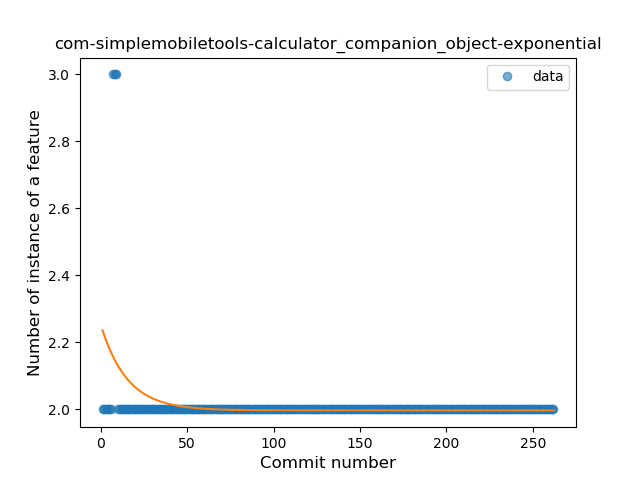 com-simplemobiletools-calculator_companion_object-exponential
data
Number of instance of a feature
3.0
2.8
2.6
2.4
2.2
2.0
0 50 100 150 200 250
Commit number